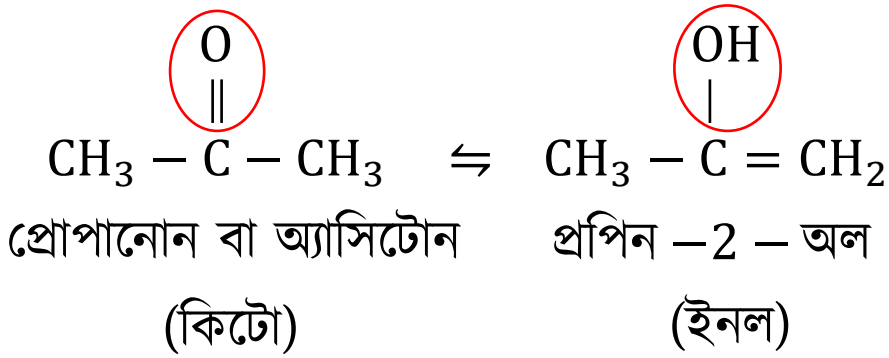 O OH
|| |
CH₃ − C − CH₃ ⇋ CH₃ − C = CH₂
প্রোপানোন বা অ্যাসিটোন প্রপিন −2 − অল
(কিটো) (ইনল)